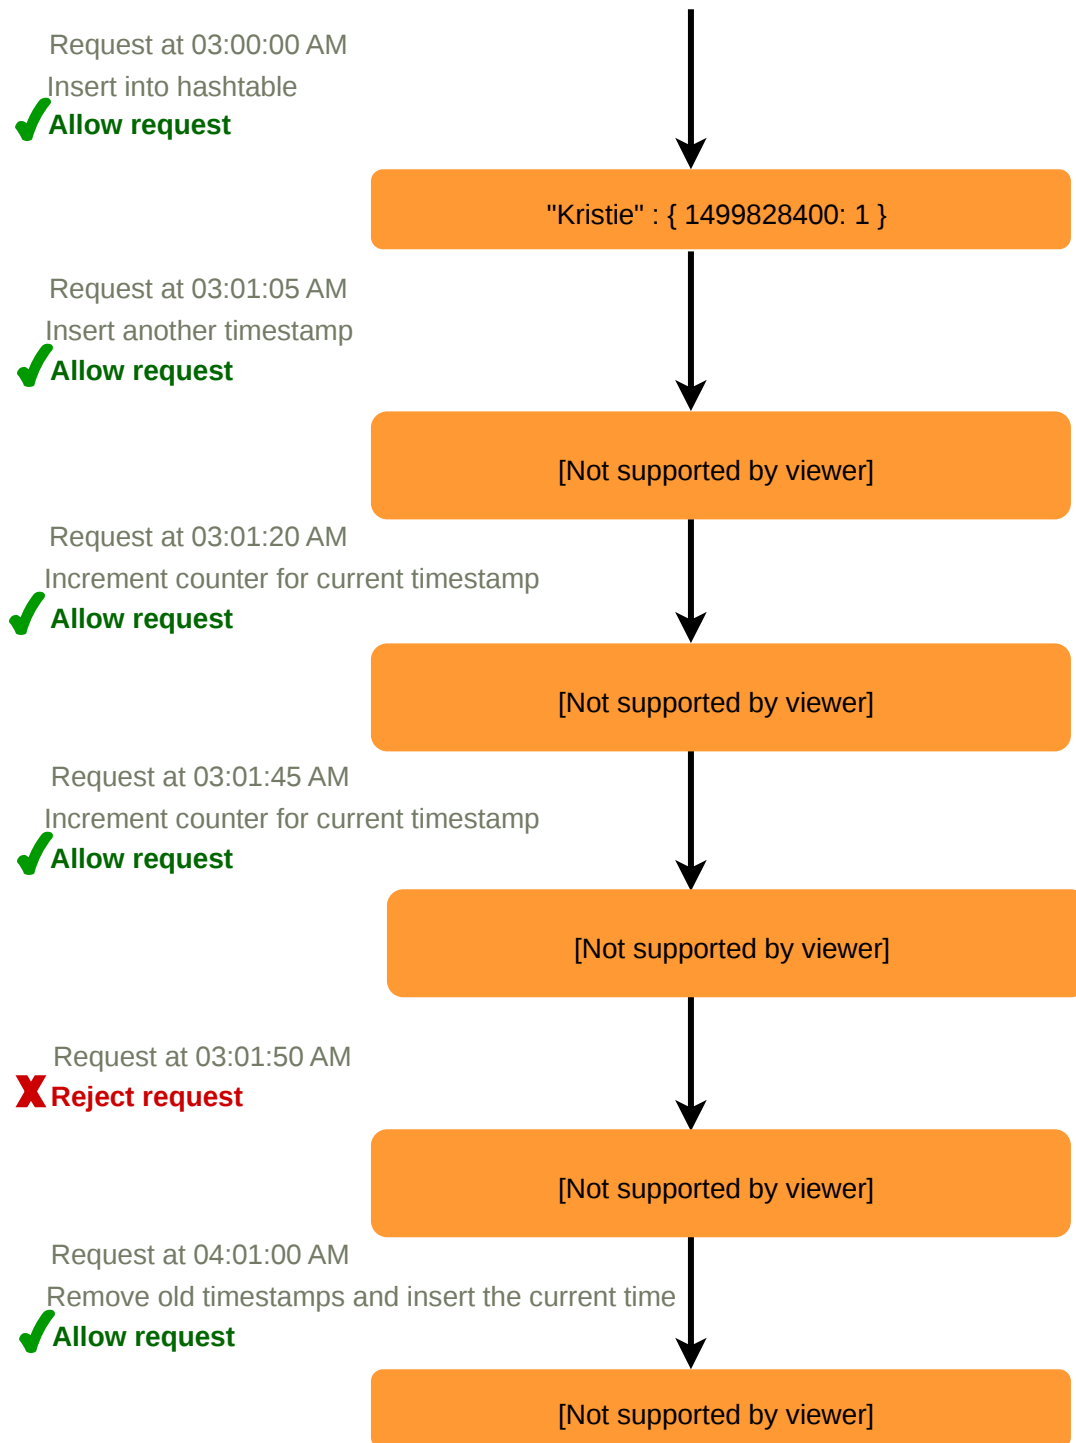 Request at 03:00:00 AM
Insert into hashtable
Allow request
"Kristie" : { 1499828400: 1 }
Request at 03:01:05 AM
Insert another timestamp
Allow request
[Not supported by viewer]
Request at 03:01:20 AM
Increment counter for current timestamp
Allow request
[Not supported by viewer]
Request at 03:01:45 AM
Increment counter for current timestamp
Allow request
[Not supported by viewer]
Request at 03:01:50 AM
Reject request
[Not supported by viewer]
Request at 04:01:00 AM
Remove old timestamps and insert the current time
Allow request
[Not supported by viewer]